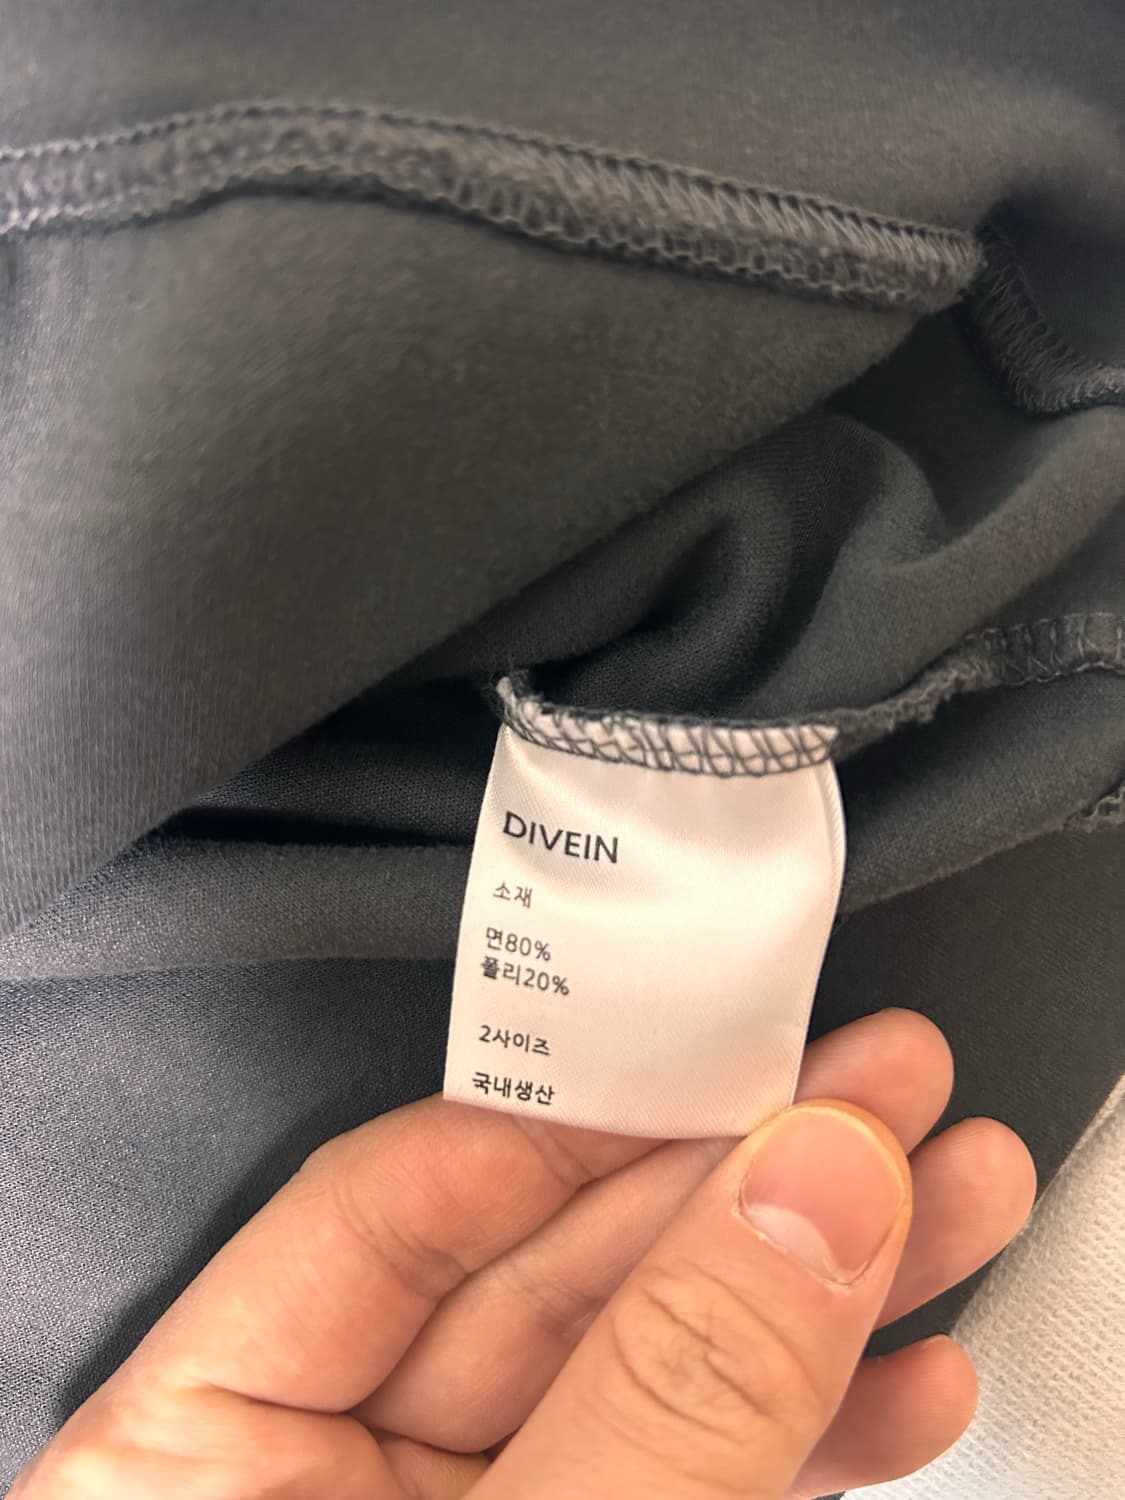 DIVEIN
소재
면80%
폴리20%
2사이즈
국내생산